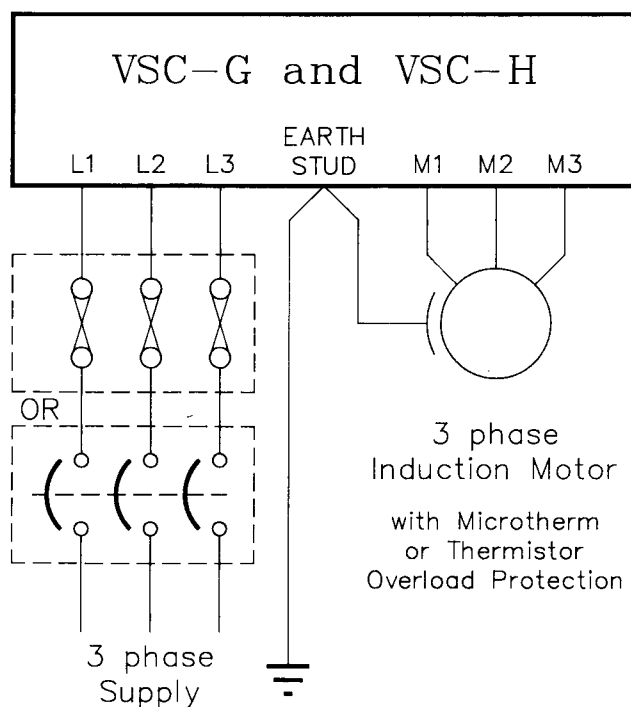 VSC-G and VSC-H
EARTH
STUD
L1 L2 L3 M1 M2 M3
OR
3 phase
Induction Motor
with Microtherm
or Thermistor
Overload Protection
3 phase
Supply